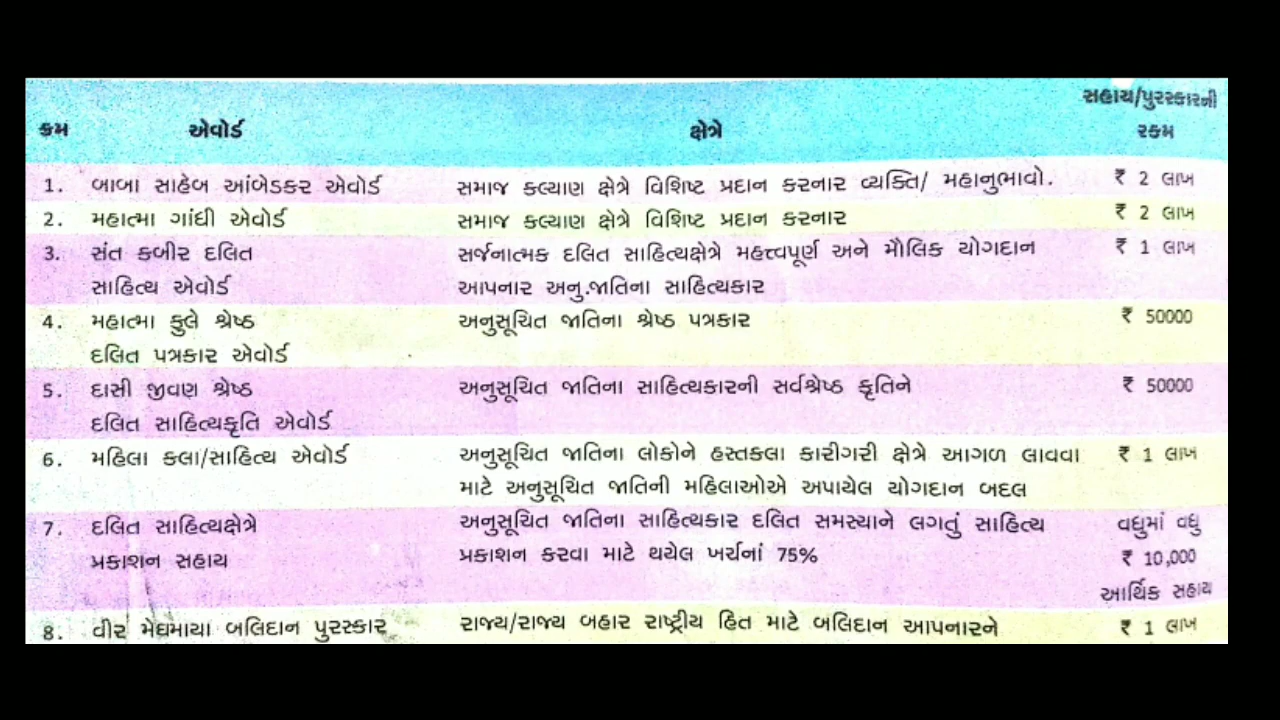 ક્રમ એવોર્ડ ક્ષેત્રે સહાય/પુરસ્કારની
રકમ
1. બાબા સાહેબ આંબેડકર એવોર્ડ સમાજ કલ્યાણ ક્ષેત્રે વિશિષ્ટ પ્રદાન કરનાર વ્યક્તિ/ મહાનુભાવો. ₹ 2 લાખ
2. મહાત્મા ગાંધી એવોર્ડ સમાજ કલ્યાણ ક્ષેત્રે વિશિષ્ટ પ્રદાન કરનાર ₹ 2 લાખ
3. સંત કબીર દલિત સર્જનાત્મક દલિત સાહિત્યક્ષેત્રે મહત્ત્વપૂર્ણ અને મૌલિક યોગદાન ₹ 1 લાખ
સાહિત્ય એવોર્ડ આપનાર અનુ.જાતિના સાહિત્યકાર
4. મહાત્મા ફુલે શ્રેષ્ઠ અનુસૂચિત જાતિના શ્રેષ્ઠ પત્રકાર ₹ 50000
દલિત પત્રકાર એવોર્ડ
5. દાસી જીવણ શ્રેષ્ઠ અનુસૂચિત જાતિના સાહિત્યકારની સર્વશ્રેષ્ઠ કૃતિને ₹ 50000
દલિત સાહિત્યકૃતિ એવોર્ડ
6. મહિલા કલા/સાહિત્ય એવોર્ડ અનુસૂચિત જાતિના લોકોને હસ્તકલા કારીગરી ક્ષેત્રે આગળ લાવવા ₹ 1 લાખ
માટે અનુસૂચિત જાતિની મહિલાઓએ અપાયેલ યોગદાન બદલ
7. દલિત સાહિત્યક્ષેત્રે અનુસૂચિત જાતિના સાહિત્યકાર દલિત સમસ્યાને લગતું સાહિત્ય વધુમાં વધુ
પ્રકાશન સહાય પ્રકાશન કરવા માટે થયેલ ખર્ચનાં 75% ₹ 10,000
આર્થિક સહાય
8. વીર મેઘમાયા બલિદાન પુરસ્કાર રાજ્ય/રાજ્ય બહાર રાષ્ટ્રીય હિત માટે બલિદાન આપનારને ₹ 1 લાખ